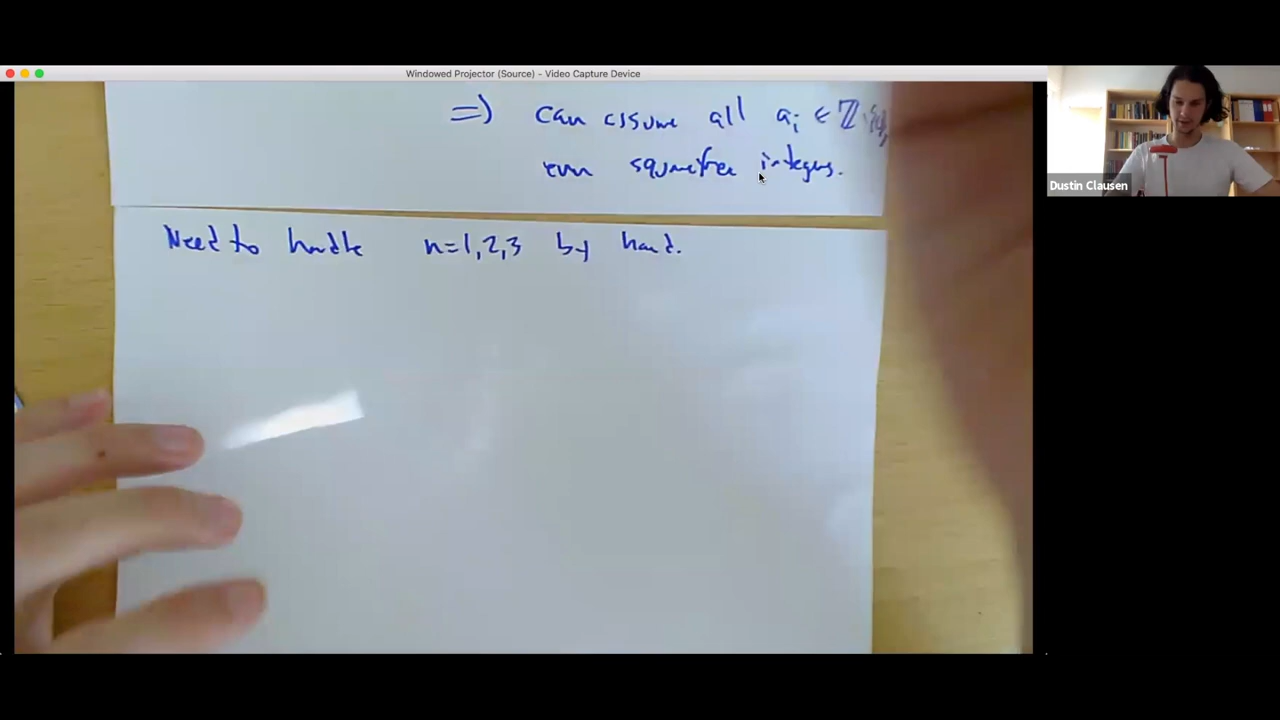 Windowed Projector (Source) - Video Capture Device
=) can assume all aᵢ ∈ ℤ
even squarefree integers.
Dustin Clausen
Need to handle n=1,2,3 by hand.